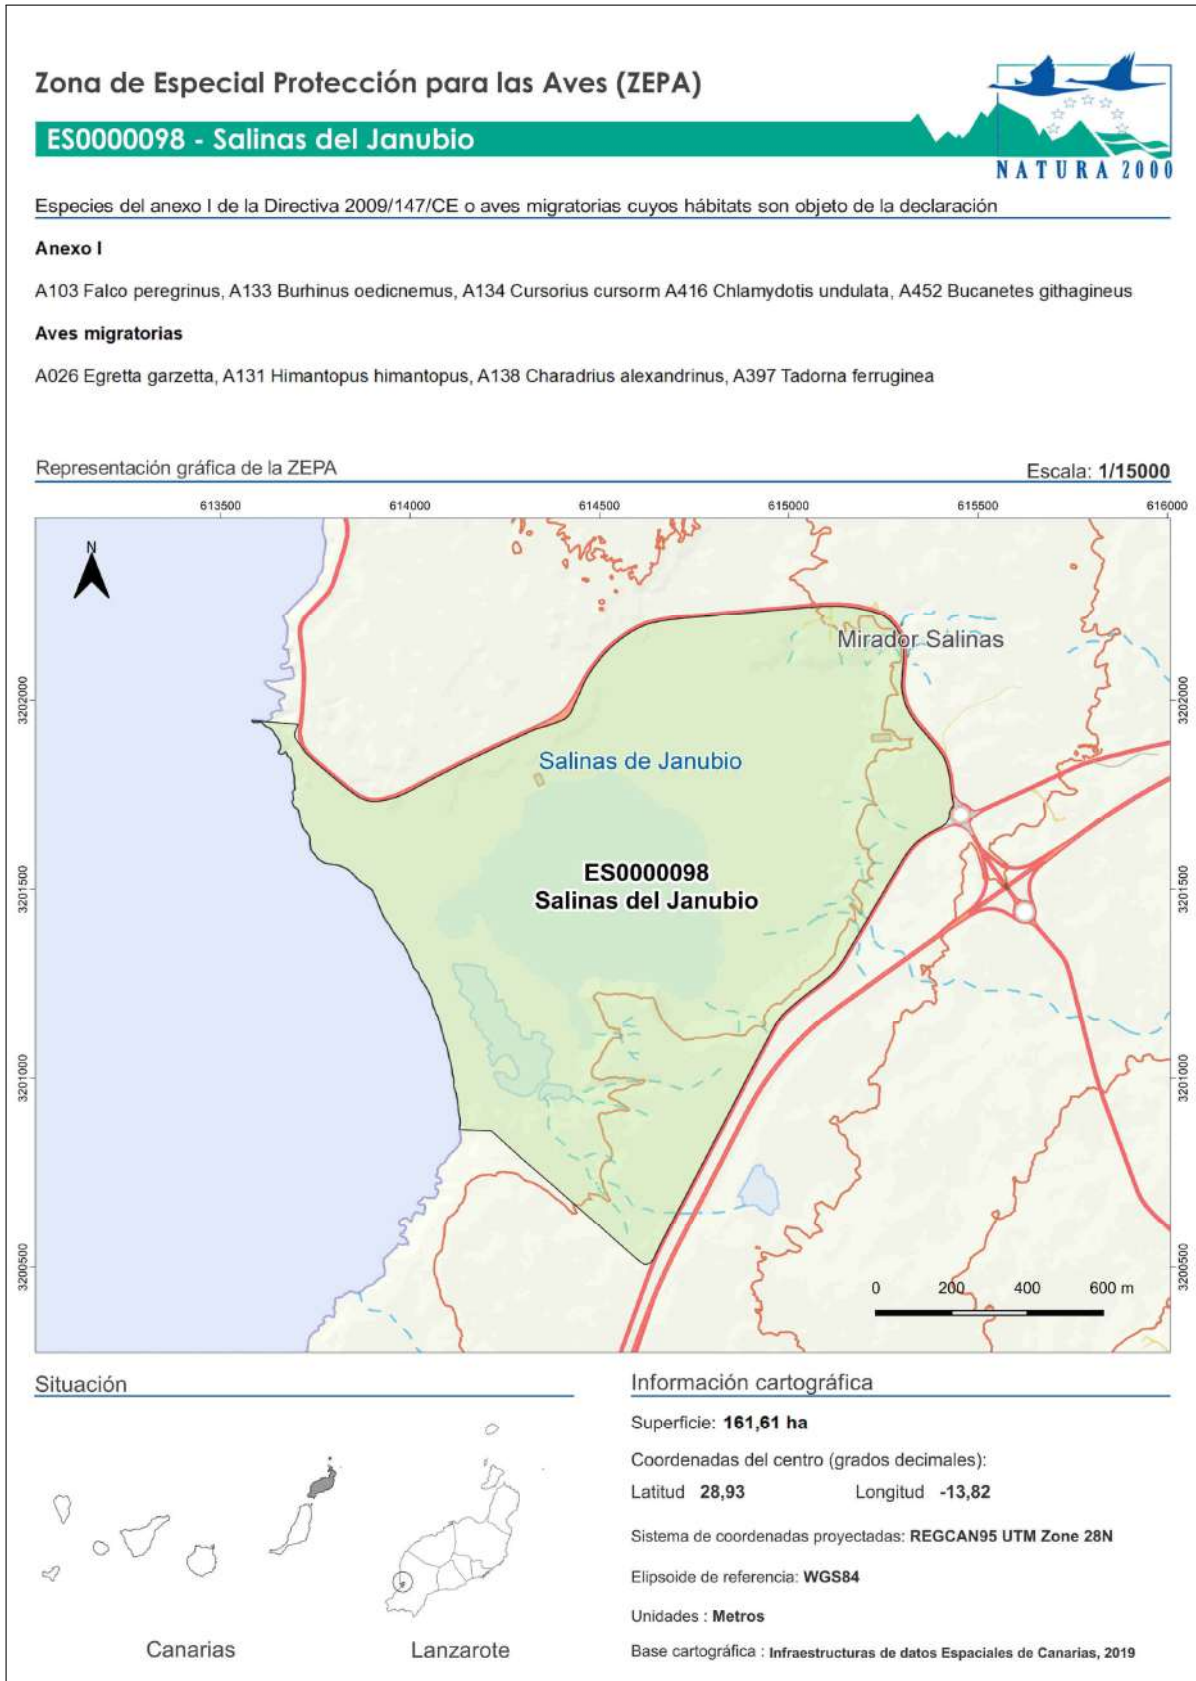 Zona de Especial Protección para las Aves (ZEPA)
ES0000098 - Salinas del Janubio
NATURA 2000
Especies del anexo I de la Directiva 2009/147/CE o aves migratorias cuyos hábitats son objeto de la declaración
Anexo I
A103 Falco peregrinus, A133 Burhinus oedicnemus, A134 Cursorius cursorm A416 Chlamydotis undulata, A452 Bucanetes githagineus
Aves migratorias
A026 Egretta garzetta, A131 Himantopus himantopus, A138 Charadrius alexandrinus, A397 Tadorna ferruginea
Representación gráfica de la ZEPA
Escala: 1/15000
613500 614000 614500 615000 615500 616000
N
Mirador Salinas
3202000 3202000
Salinas de Janubio
ES0000098
Salinas del Janubio
3201500 3201500
3201000 3201000
3200500 3200500
0 200 400 600 m
Situación
Canarias
Lanzarote
Información cartográfica
Superficie: 161,61 ha
Coordenadas del centro (grados decimales):
Latitud 28,93 Longitud -13,82
Sistema de coordenadas proyectadas: REGCAN95 UTM Zone 28N
Elipsoide de referencia: WGS84
Unidades : Metros
Base cartográfica : Infraestructuras de datos Espaciales de Canarias, 2019